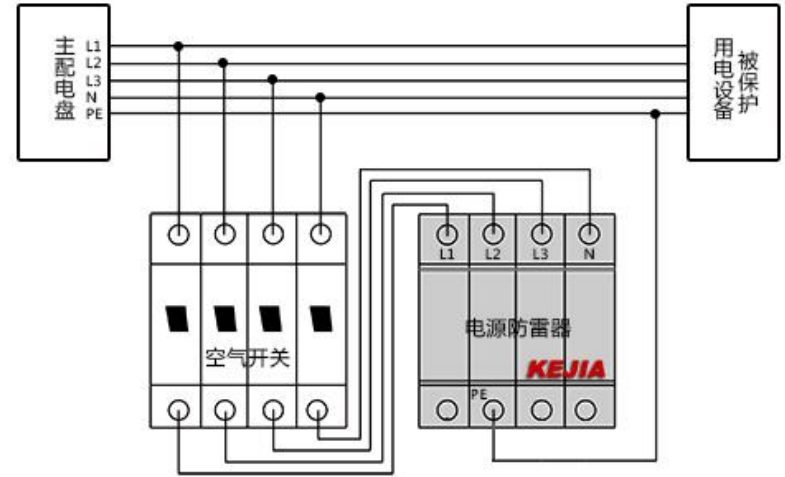 主配电盘
L1
L2
L3
N
PE
用电设备
被保护
L1 L2 L3 N
空气开关
电源防雷器
KEJIA
PE